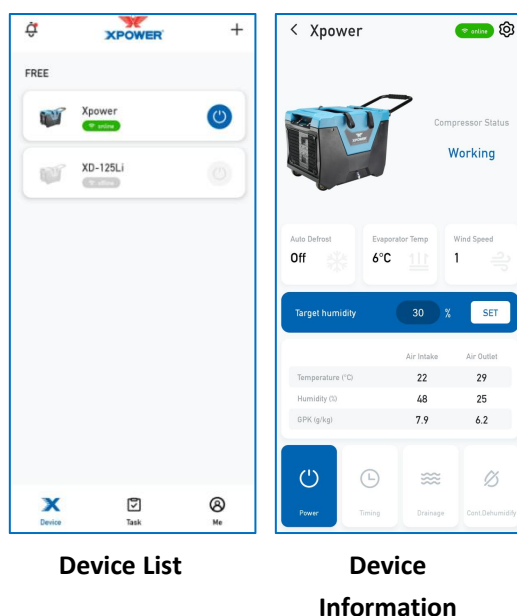 XPOWER
FREE
Xpower
online
XD-125Li
offline
Device Task Me
Device List
Xpower online
Compressor Status
Working
Auto Defrost Evaporator Temp Wind Speed
Off 6°C 1
Target humidity 30 % SET
Air Intake Air Outlet
Temperature (°C) 22 29
Humidity (%) 48 25
GPK (g/kg) 7.9 6.2
Power Timing Drainage Cont.Dehumidify
Device
Information